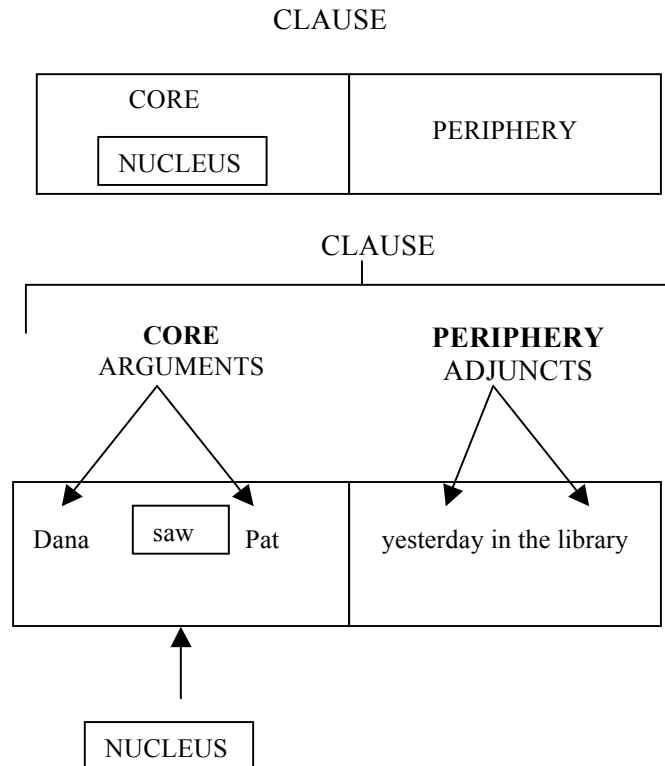 CLAUSE
CORE
PERIPHERY
NUCLEUS
CLAUSE
CORE PERIPHERY
ARGUMENTS ADJUNCTS
Dana saw Pat yesterday in the library
NUCLEUS